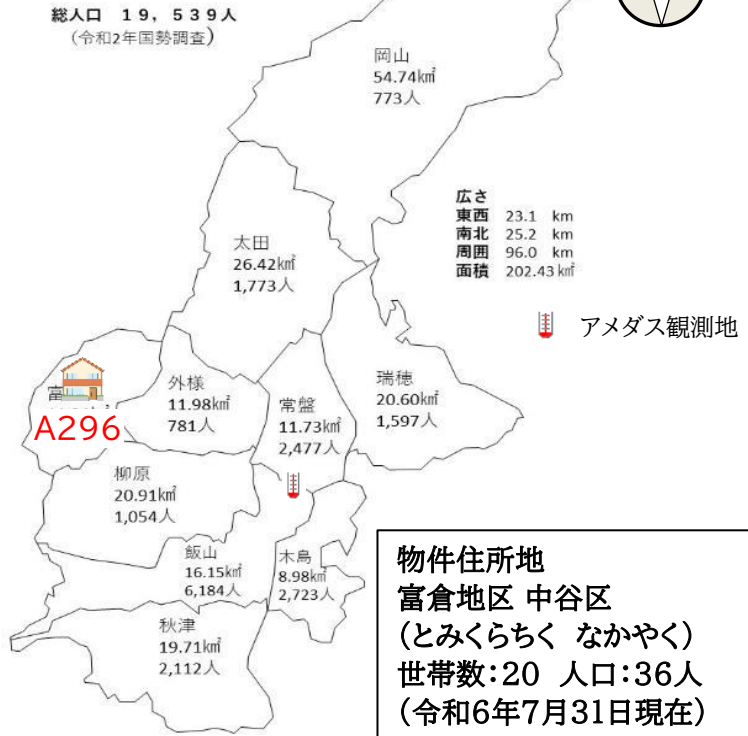 総人口 19，539人
(令和2年国勢調査)
岡山
54.74㎢
773人
広さ
東西 23.1 km
南北 25.2 km
周囲 96.0 km
面積 202.43㎢
太田
26.42㎢
1,773人
アメダス観測地
富
A296
外様
11.98㎢
781人
常盤
11.73㎢
2,477人
瑞穂
20.60㎢
1,597人
柳原
20.91㎢
1,054人
飯山
16.15㎢
6,184人
木島
8.98㎢
2,723人
秋津
19.71㎢
2,112人
物件住所地
富倉地区 中谷区
(とみくらちく なかやく)
世帯数:20 人口:36人
(令和6年7月31日現在)